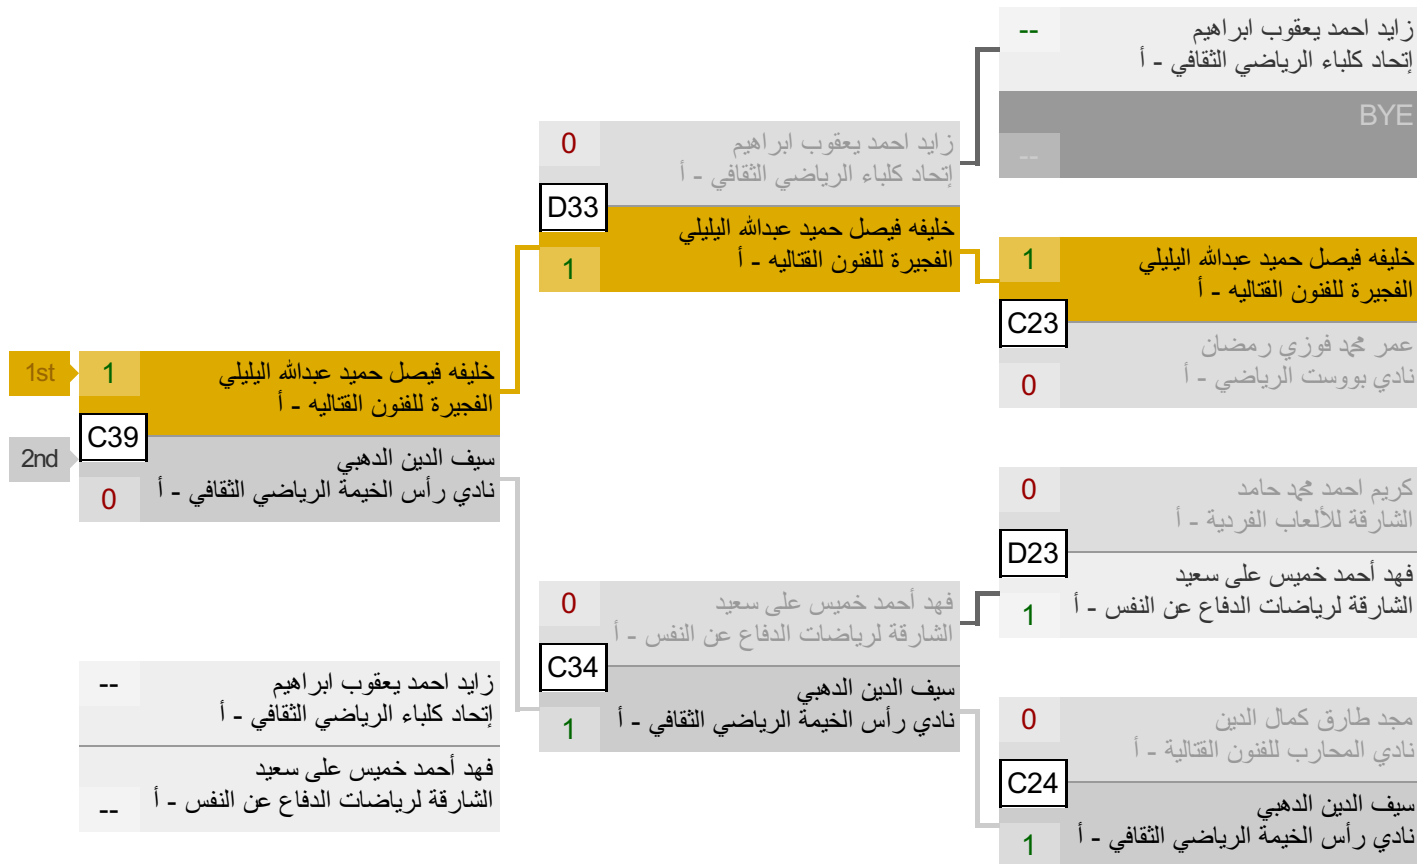 --
زايد احمد يعقوب ابراهيم
إتحاد كلباء الرياضي الثقافي - أ
BYE
--
0
زايد احمد يعقوب ابراهيم
إتحاد كلباء الرياضي الثقافي - أ
D33
خليفه فيصل حميد عبدالله اليليلي
الفجيرة للفنون القتاليه - أ
1
1
خليفه فيصل حميد عبدالله اليليلي
الفجيرة للفنون القتاليه - أ
C23
عمر محمد فوزي رمضان
نادي بووست الرياضي - أ
0
1st
1
خليفه فيصل حميد عبدالله اليليلي
الفجيرة للفنون القتاليه - أ
C39
2nd
سيف الدين الدهبي
نادي رأس الخيمة الرياضي الثقافي - أ
0
0
كريم احمد محمد حامد
الشارقة للألعاب الفردية - أ
D23
فهد أحمد خميس على سعيد
الشارقة لرياضات الدفاع عن النفس - أ
1
0
فهد أحمد خميس على سعيد
الشارقة لرياضات الدفاع عن النفس - أ
C34
سيف الدين الدهبي
نادي رأس الخيمة الرياضي الثقافي - أ
1
--
زايد احمد يعقوب ابراهيم
إتحاد كلباء الرياضي الثقافي - أ
فهد أحمد خميس على سعيد
الشارقة لرياضات الدفاع عن النفس - أ
--
0
مجد طارق كمال الدين
نادي المحارب للفنون القتالية - أ
C24
سيف الدين الدهبي
نادي رأس الخيمة الرياضي الثقافي - أ
1